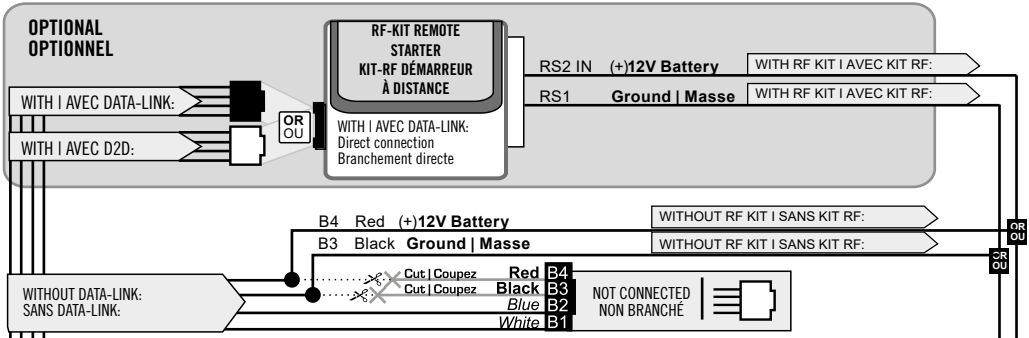 OPTIONAL
OPTIONNEL
RF-KIT REMOTE
STARTER
KIT-RF DÉMARREUR
À DISTANCE
RS2 IN (+)12V Battery WITH RF KIT I AVEC KIT RF:
RS1 Ground | Masse WITH RF KIT I AVEC KIT RF:
WITH I AVEC DATA-LINK:
OR
OU
WITH I AVEC D2D:
WITH I AVEC DATA-LINK:
Direct connection
Branchement directe
B4 Red (+)12V Battery WITHOUT RF KIT I SANS KIT RF:
B3 Black Ground | Masse WITHOUT RF KIT I SANS KIT RF:
OR
OU
OR
OU
WITHOUT DATA-LINK:
SANS DATA-LINK:
Cut | Coupez Red B4
Cut | Coupez Black B3
Blue B2
White B1
NOT CONNECTED
NON BRANCHÉ